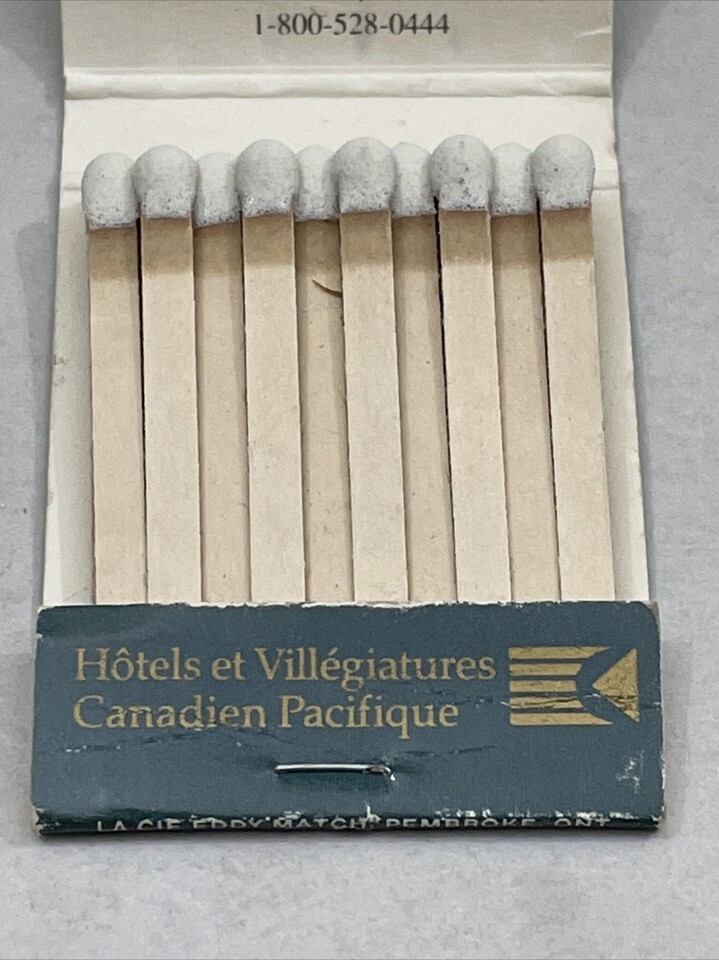 1-800-528-0444
Hôtels et Villégiatures
Canadien Pacifique
LA CIE EDDY MATCH, PEMBROKE, ONT